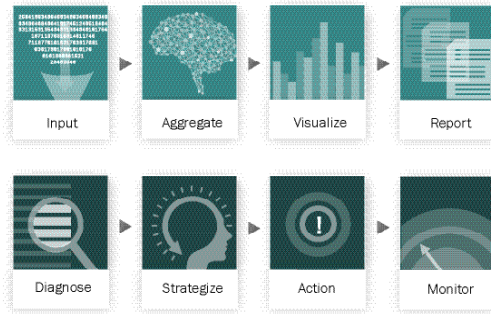 Input
Aggregate
Visualize
Report
Diagnose
Strategize
Action
!
Monitor